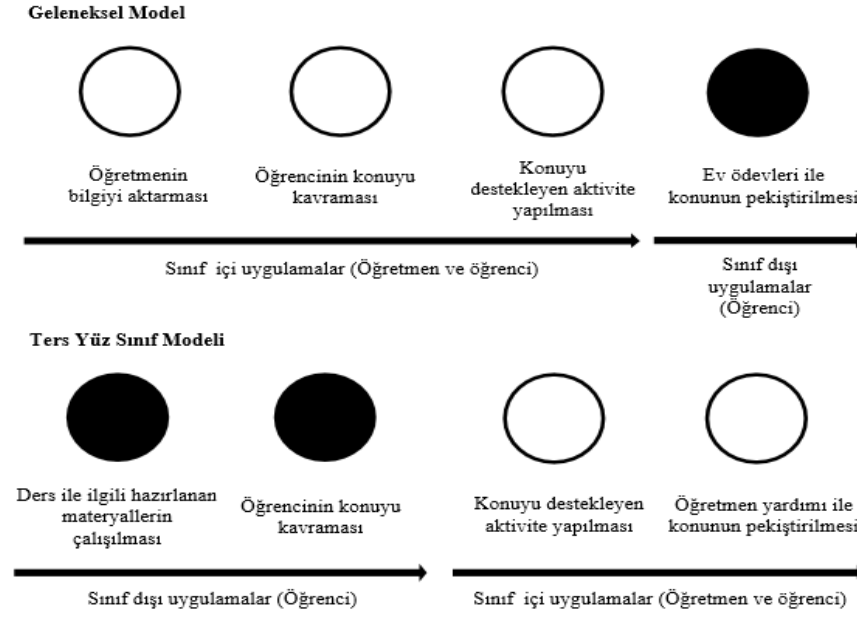 Geleneksel Model
Öğretmenin
bilgiyi aktarması
Öğrencinin konuyu
kavraması
Konuyu
destekleyen aktivite
yapılması
Ev ödevleri ile
konunun pekiştirilmesi
Sınıf içi uygulamalar (Öğretmen ve öğrenci)
Sınıf dışı
uygulamalar
(Öğrenci)
Ters Yüz Sınıf Modeli
Ders ile ilgili hazırlanan
materyallerin
çalışılması
Öğrencinin konuyu
kavraması
Konuyu destekleyen
aktivite yapılması
Öğretmen yardımı ile
konunun pekiştirilmesi
Sınıf dışı uygulamalar (Öğrenci)
Sınıf içi uygulamalar (Öğretmen ve öğrenci)